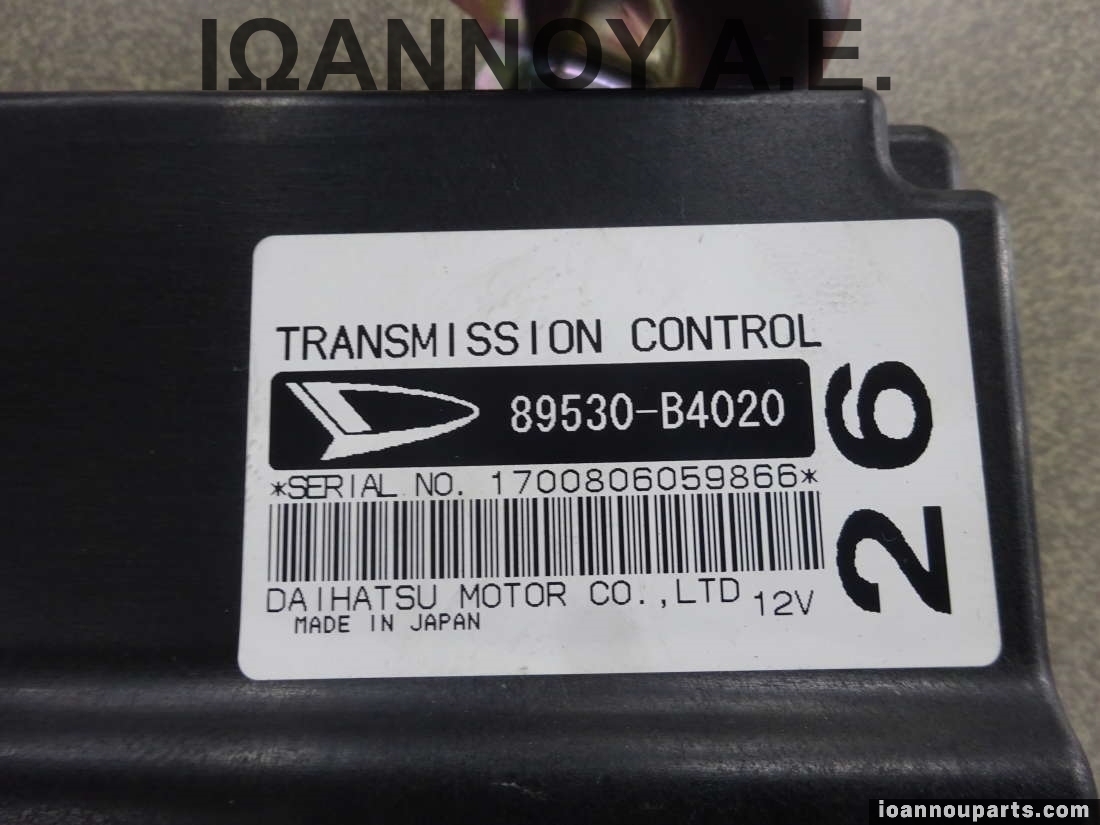 ΙΩΑΝΝΟΥ Α.Ε.
TRANSMISSION CONTROL
89530-B4020
*SERIAL NO. 1700806059866*
DAIHATSU MOTOR CO.,LTD 12V
MADE IN JAPAN
26
ioannouparts.com